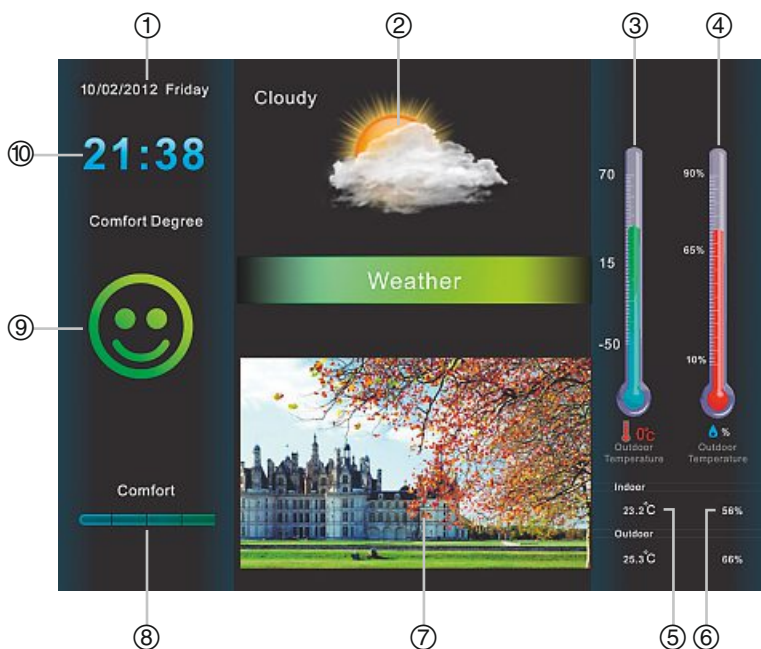 ① ② ③ ④
10/02/2012 Friday
⑩ 21:38
Comfort Degree
⑨
Comfort
⑧
Cloudy
Weather
⑦
70
15
-50
0°C
Outdoor
Temperature
90%
65%
10%
%
Outdoor
Temperature
Indoor
23.2°C 56%
Outdoor
25.3°C 66%
⑤ ⑥